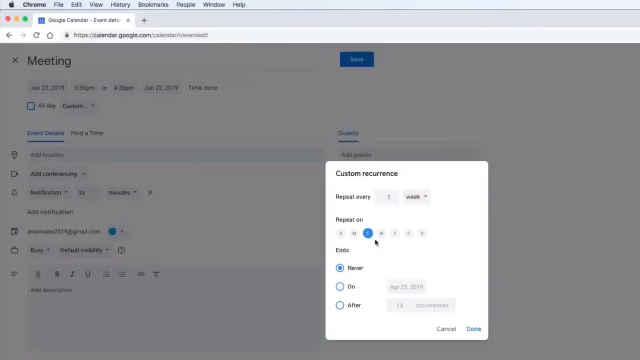 Chrome File Edit View History Bookmarks People Window Help
Google Calendar - Event detai
https://calendar.google.com/calendar/r/eventedit
Meeting
Save
Jan 22, 2019 3:30pm to 4:30pm Jan 22, 2019 Time zone
All day Custom...
Event Details Find a Time
Guests
Add location
Add guests
Add conferencing
Notification 30 minutes
Add notification
Busy Default visibility
Add description
Custom recurrence
Repeat every 1 week
Repeat on
S M T W T F S
Ends
Never
On Apr 23, 2019
After 13 occurrences
Cancel Done